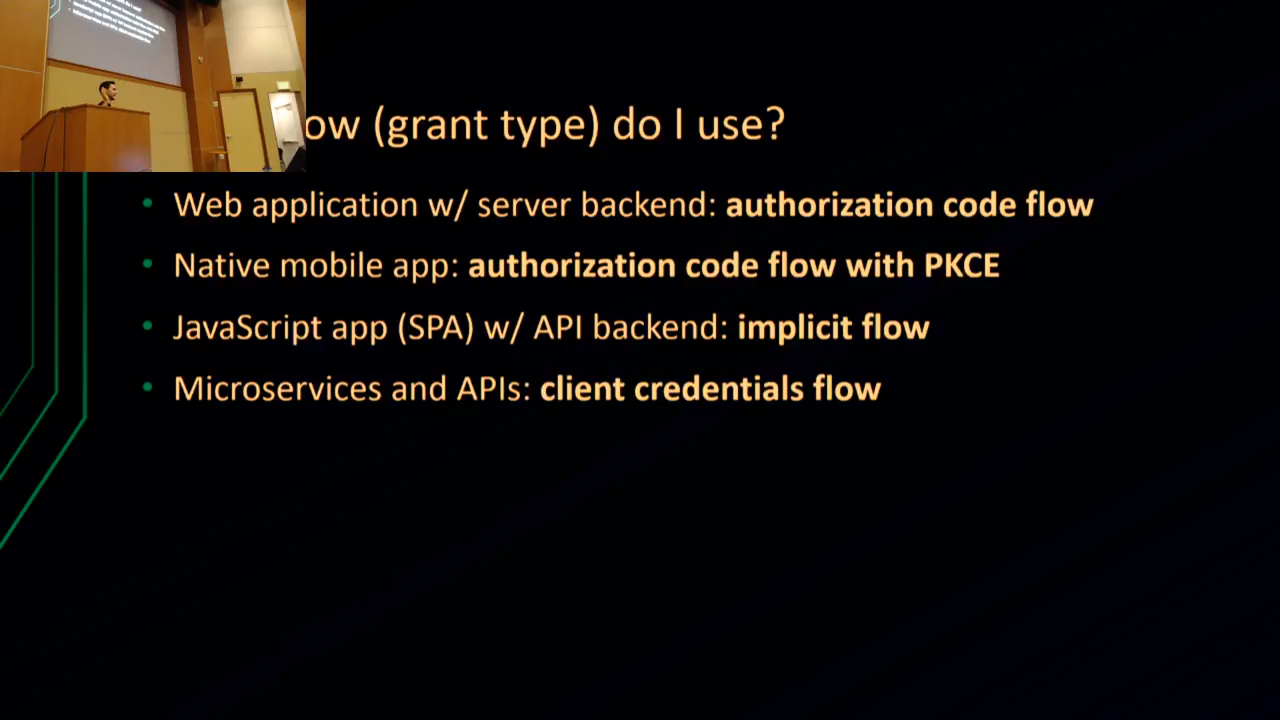 ow (grant type) do I use?
• Web application w/ server backend: authorization code flow
• Native mobile app: authorization code flow with PKCE
• JavaScript app (SPA) w/ API backend: implicit flow
• Microservices and APIs: client credentials flow